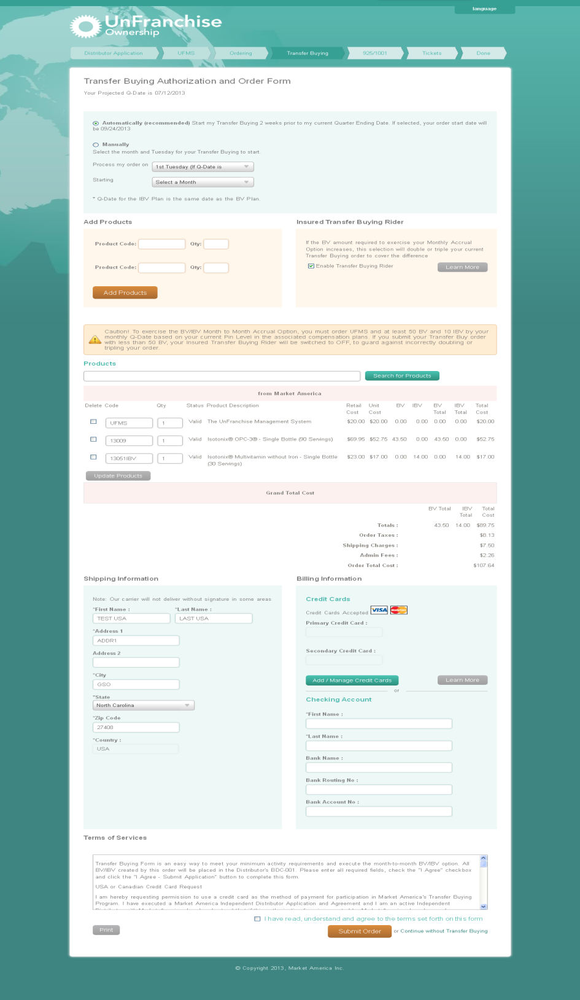 language
UnFranchise
Ownership
Distributor Application
UFMS
Ordering
Transfer Buying
925/1001
Tickets
Done
Transfer Buying Authorization and Order Form
Your Projected Q-Date is 07/12/2013
Automatically (recommended) Start my Transfer Buying 2 weeks prior to my current Quarter Ending Date. If selected, your order start date will
be 09/24/2013
Manually
Select the month and Tuesday for your Transfer Buying to start.
Process my order on 1st Tuesday (If Q-Date is
Starting Select a Month
* Q-Date for the IBV Plan is the same date as the BV Plan.
Add Products
Product Code: Qty:
Product Code: Qty:
Add Products
Insured Transfer Buying Rider
If the BV amount required to exercise your Monthly Accrual
Option increases, this selection will double or triple your current
Transfer Buying order to cover the difference
Enable Transfer Buying Rider Learn More
Caution! To exercise the BV/IBV Month to Month Accrual Option, you must order UFMS and at least 50 BV and 10 IBV by your
monthly Q-Date based on your current Pin Level in the associated compensation plans. If you submit your Transfer Buy order
with less than 50 BV, your Insured Transfer Buying Rider will be switched to OFF, to guard against incorrectly doubling or
tripling your order.
Products
Search for Products
from Market America
Delete Code Qty Status Product Description Retail Cost Unit Cost BV IBV BV Total IBV Total Total Cost
UFMS 1 Valid The UnFranchise Management System $20.00 $20.00 0.00 0.00 0.00 0.00 $20.00
13009 1 Valid Isotonix® OPC-3® - Single Bottle (90 Servings) $69.95 $52.75 43.50 0.00 43.50 0.00 $52.75
13051IBV 1 Valid Isotonix® Multivitamin without Iron - Single Bottle $23.00 $17.00 0.00 14.00 0.00 14.00 $17.00
(30 Servings)
Update Products
Grand Total Cost
BV Total IBV Total Total Cost
Totals : 43.50 14.00 $89.75
Order Taxes : $8.13
Shipping Charges : $7.50
Admin Fees : $2.26
Order Total Cost : $107.64
Shipping Information
Note: Our carrier will not deliver without signature in some areas
*First Name : *Last Name :
TEST USA LAST USA
*Address 1
ADDR1
Address 2
*City
GSO
*State
North Carolina
*Zip Code
27408
*Country :
USA
Billing Information
Credit Cards
Credit Cards Accepted VISA MasterCard
Primary Credit Card :
Secondary Credit Card :
Add / Manage Credit Cards Learn More
or
Checking Account
*First Name :
*Last Name :
Bank Name :
Bank Routing No :
Bank Account No :
Terms of Services
Transfer Buying Form is an easy way to meet your minimum activity requirements and execute the month-to-month BV/IBV option. All
BV/IBV created by this order will be placed in the Distributor's BDC-001. Please enter all required fields, check the "I Agree" checkbox
and click the "I Agree - Submit Application" button to complete this form.
USA or Canadian Credit Card Request
I am hereby requesting permission to use a credit card as the method of payment for participation in Market America's Transfer Buying
Program. I have executed a Market America Independent Distributor Application and Agreement and I am an active Independent
I have read, understand and agree to the terms set forth on this form
Print
Submit Order or Continue without Transfer Buying
© Copyright 2013, Market America Inc.